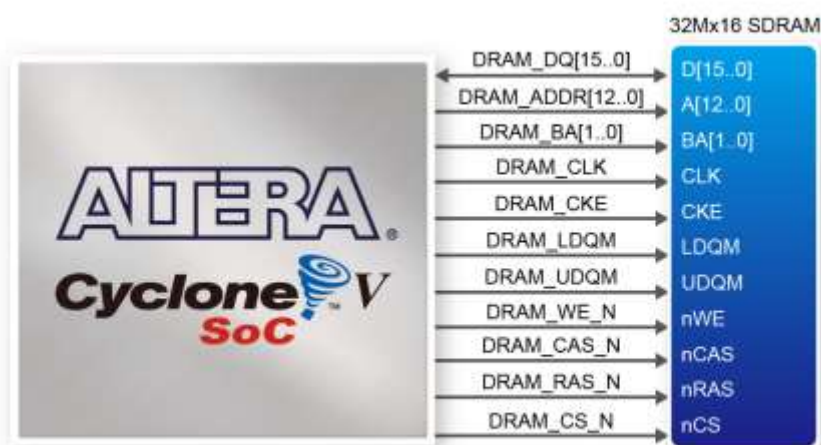 32Mx16 SDRAM
DRAM_DQ[15..0] D[15..0]
DRAM_ADDR[12..0] A[12..0]
DRAM_BA[1..0] BA[1..0]
DRAM_CLK CLK
DRAM_CKE CKE
DRAM_LDQM LDQM
DRAM_UDQM UDQM
DRAM_WE_N nWE
DRAM_CAS_N nCAS
DRAM_RAS_N nRAS
DRAM_CS_N nCS
ALTERA®
Cyclone™ V
SoC